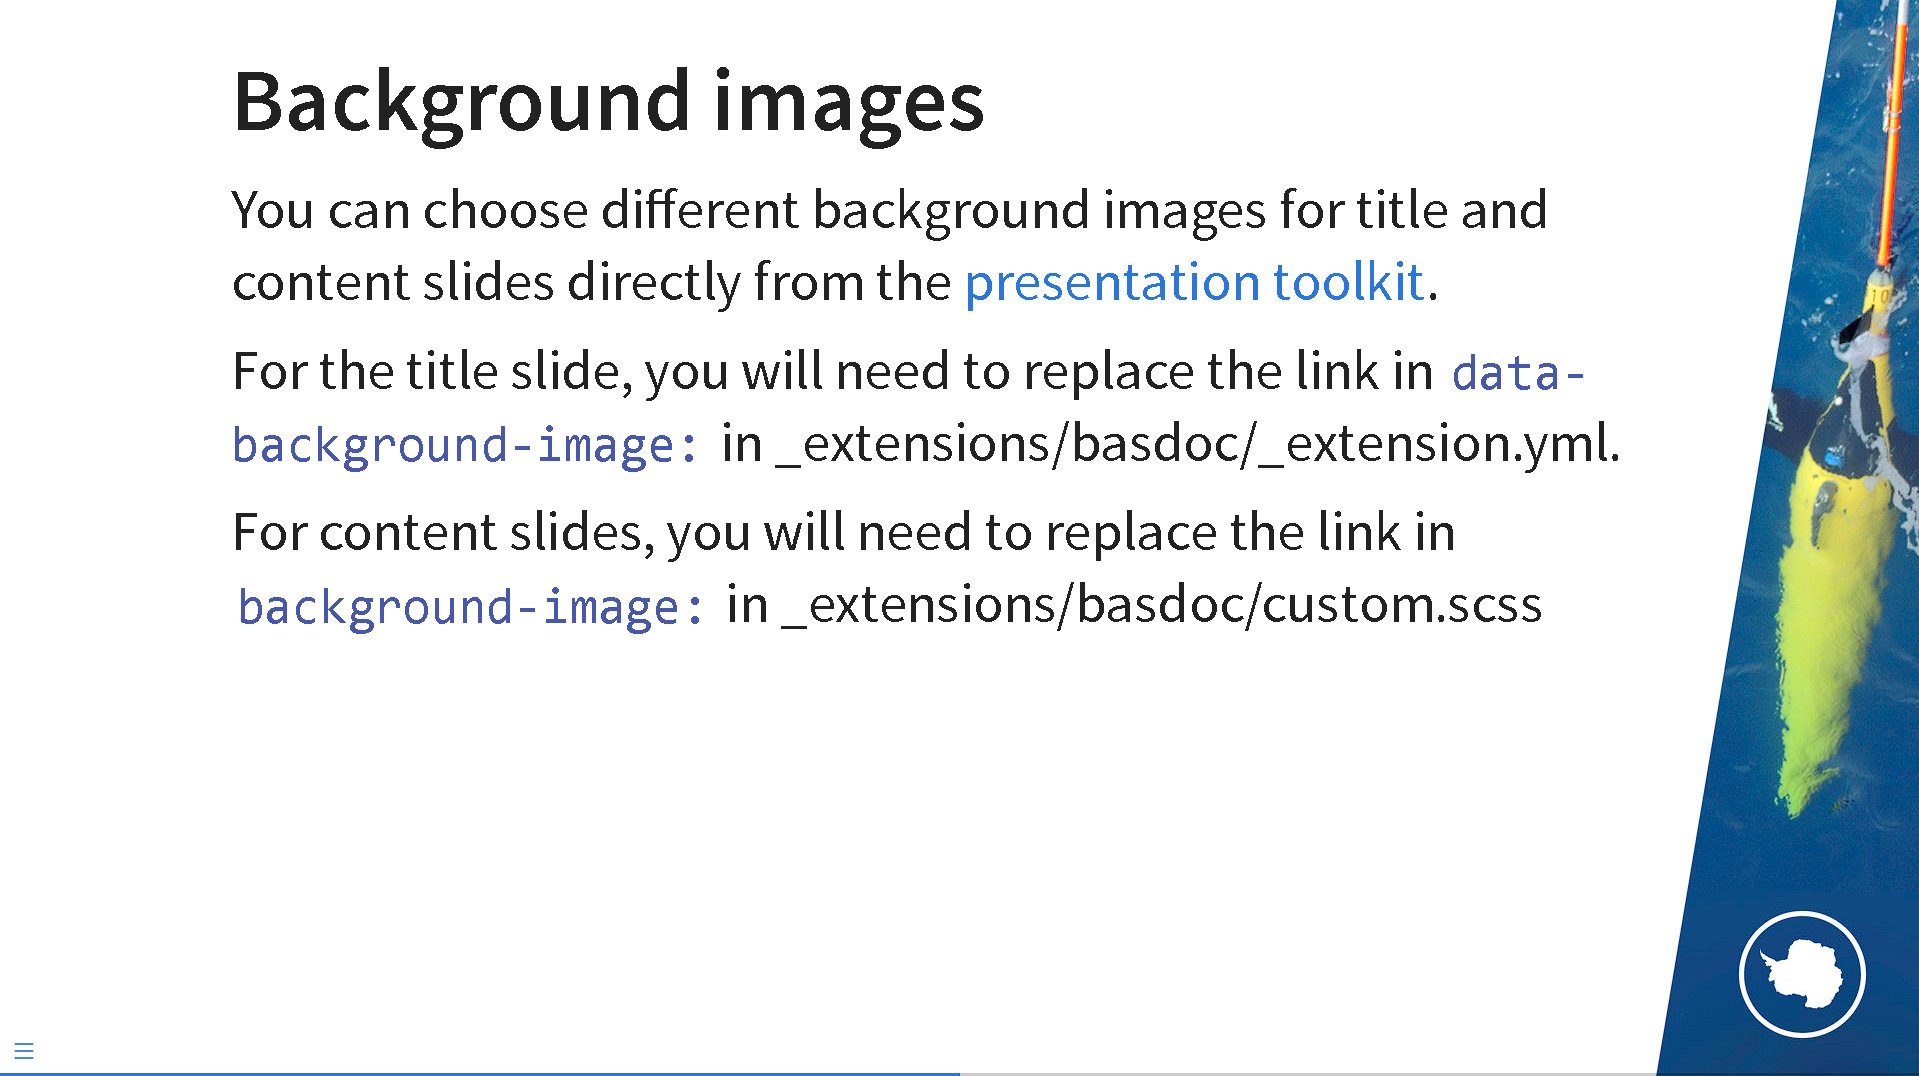 Background images
You can choose different background images for title and
content slides directly from the presentation toolkit.
For the title slide, you will need to replace the link in data-
background-image: in _extensions/basdoc/_extension.yml.
For content slides, you will need to replace the link in
background-image: in _extensions/basdoc/custom.scss
10